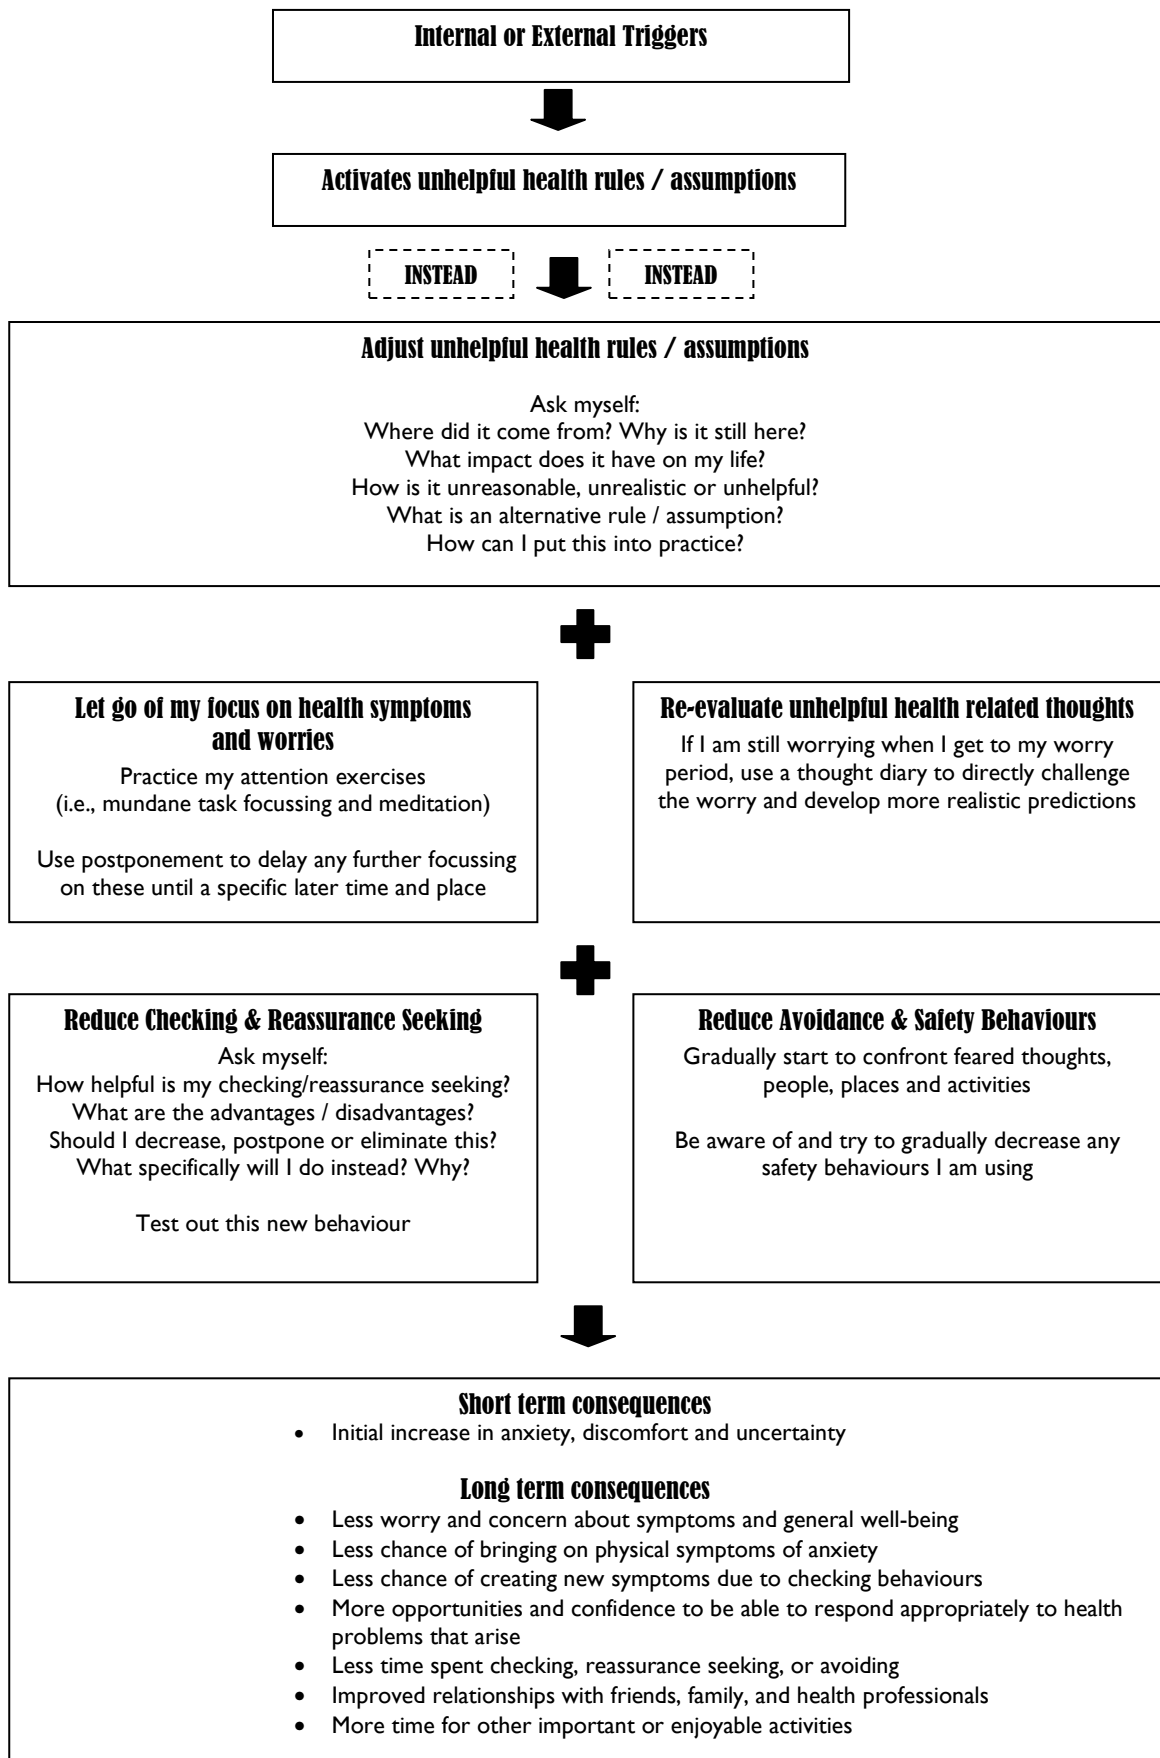 Internal or External Triggers
Activates unhelpful health rules / assumptions
INSTEAD
INSTEAD
Adjust unhelpful health rules / assumptions
Ask myself:
Where did it come from? Why is it still here?
What impact does it have on my life?
How is it unreasonable, unrealistic or unhelpful?
What is an alternative rule / assumption?
How can I put this into practice?
Let go of my focus on health symptoms
and worries
Practice my attention exercises
(i.e., mundane task focussing and meditation)
Use postponement to delay any further focussing
on these until a specific later time and place
Re-evaluate unhelpful health related thoughts
If I am still worrying when I get to my worry
period, use a thought diary to directly challenge
the worry and develop more realistic predictions
Reduce Checking & Reassurance Seeking
Ask myself:
How helpful is my checking/reassurance seeking?
What are the advantages / disadvantages?
Should I decrease, postpone or eliminate this?
What specifically will I do instead? Why?
Test out this new behaviour
Reduce Avoidance & Safety Behaviours
Gradually start to confront feared thoughts,
people, places and activities
Be aware of and try to gradually decrease any
safety behaviours I am using
Short term consequences
• Initial increase in anxiety, discomfort and uncertainty
Long term consequences
• Less worry and concern about symptoms and general well-being
• Less chance of bringing on physical symptoms of anxiety
• Less chance of creating new symptoms due to checking behaviours
• More opportunities and confidence to be able to respond appropriately to health
problems that arise
• Less time spent checking, reassurance seeking, or avoiding
• Improved relationships with friends, family, and health professionals
• More time for other important or enjoyable activities